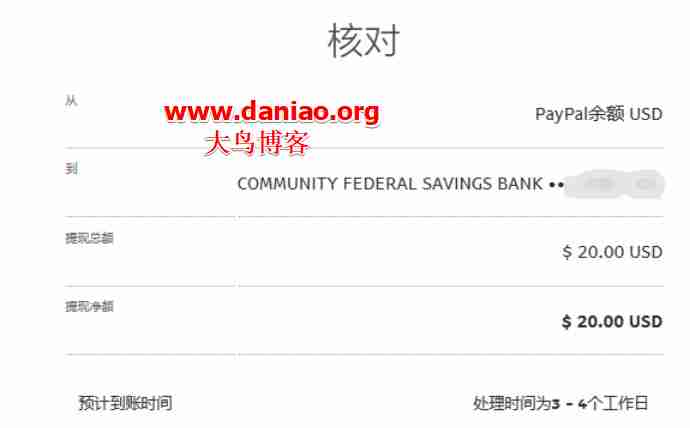 核对
从
www.daniao.org
PayPal余额 USD
大鸟博客
到
COMMUNITY FEDERAL SAVINGS BANK ••
提现总额
$ 20.00 USD
提现净额
$ 20.00 USD
预计到账时间
处理时间为3 - 4个工作日